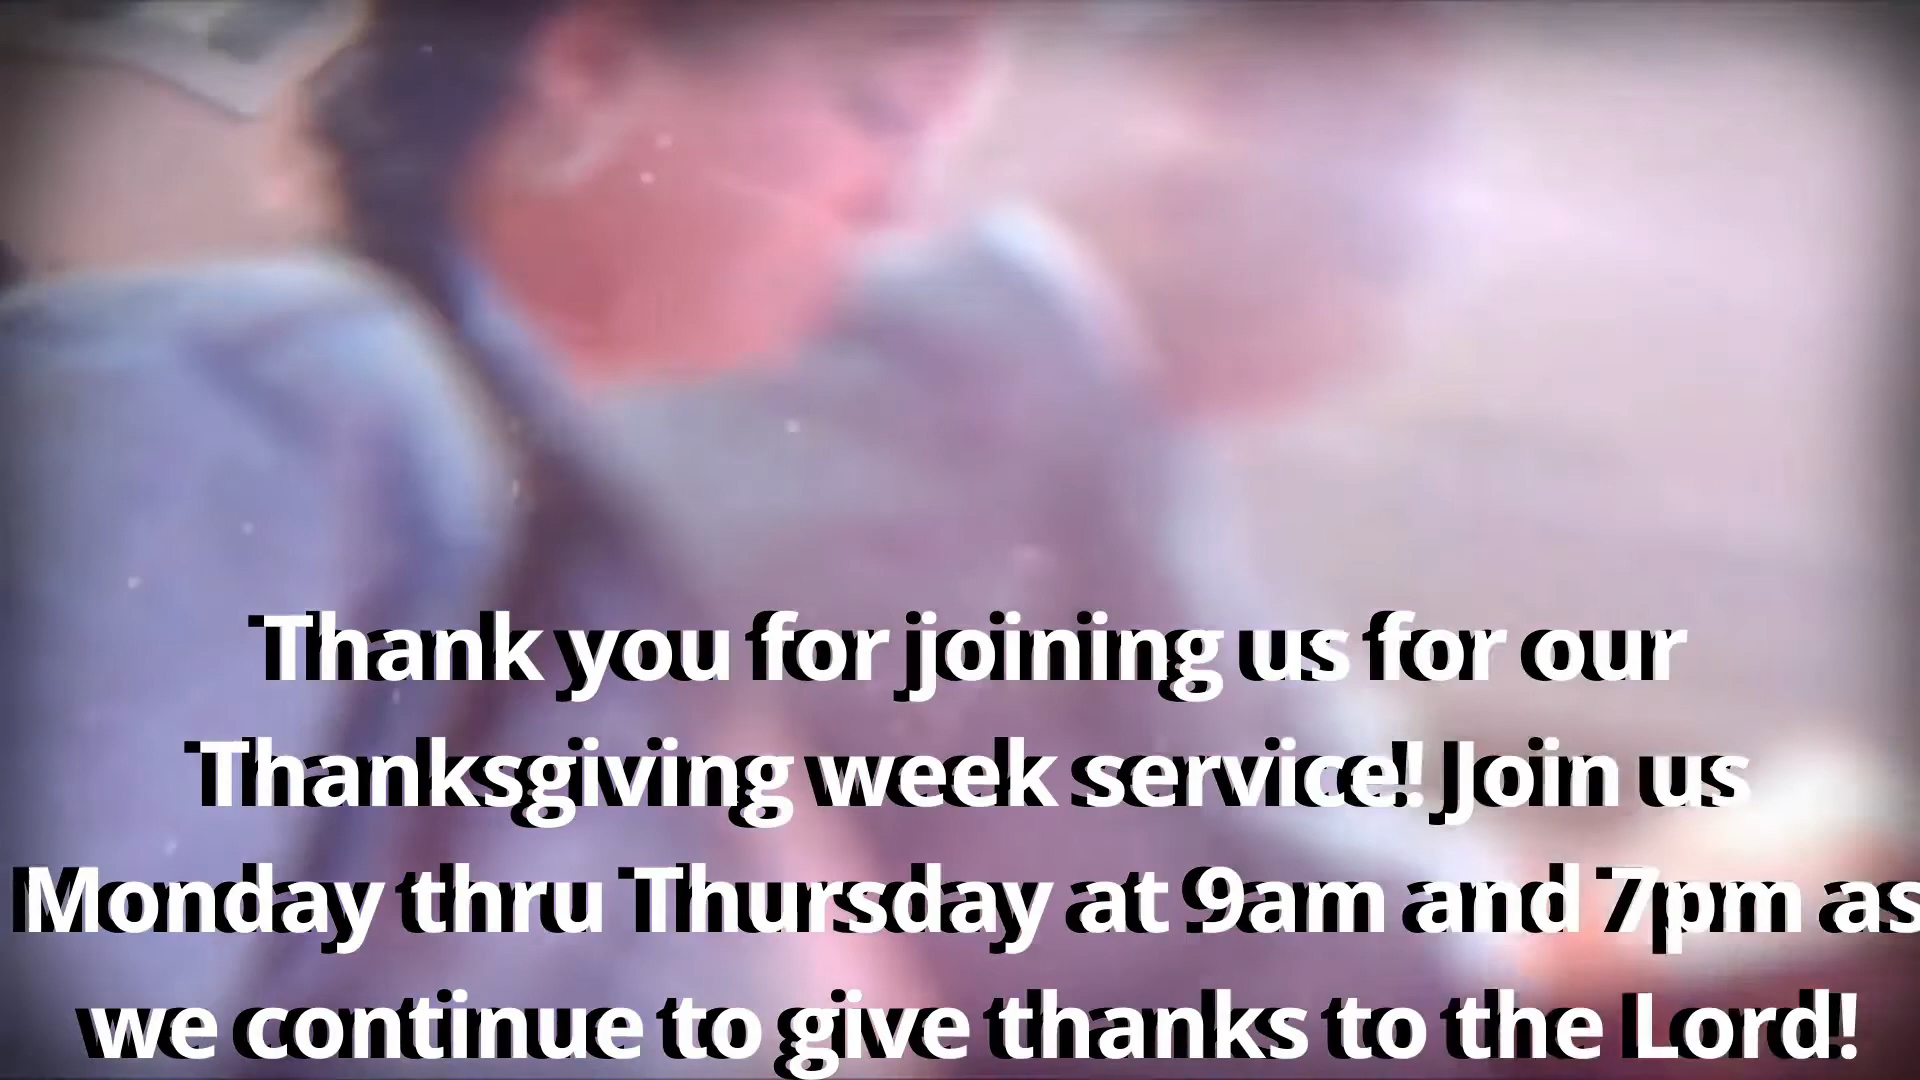 Thank you for joining us for our
Thanksgiving week service! Join us
Monday thru Thursday at 9am and 7pm as
we continue to give thanks to the Lord!